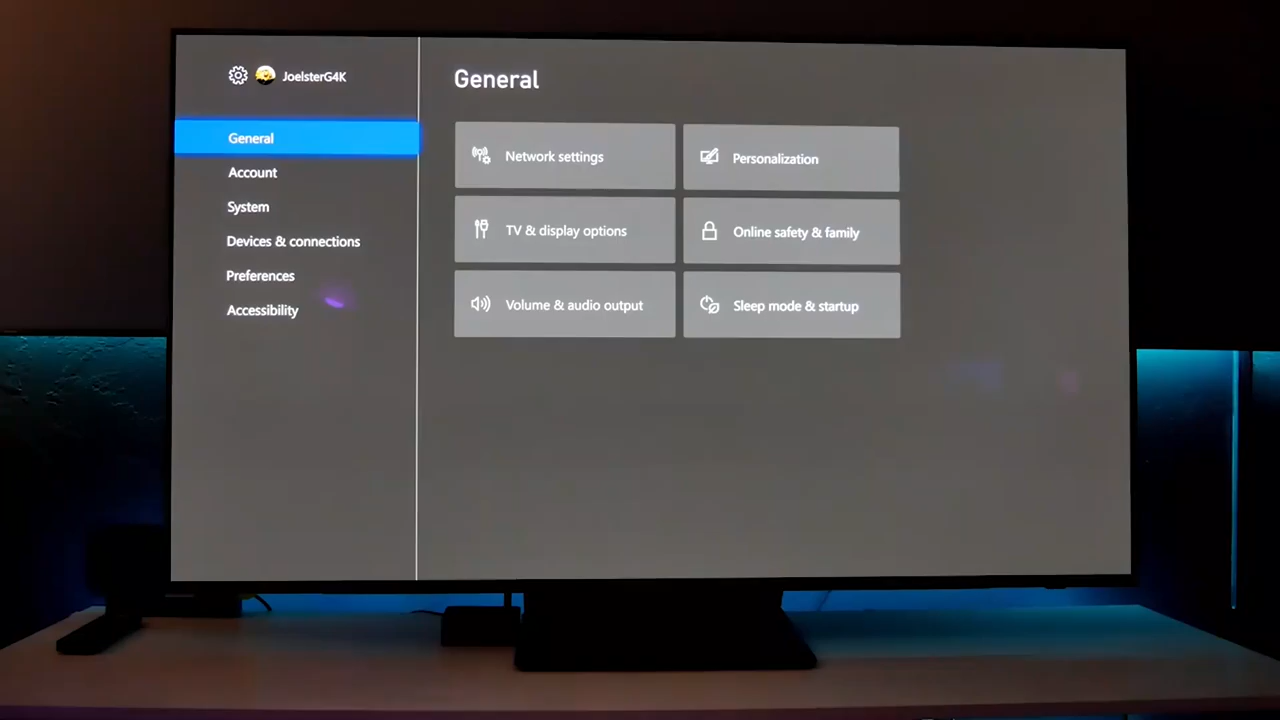 JoelsterG4K
General
Account
System
Devices & connections
Preferences
Accessibility
General
Network settings
Personalization
TV & display options
Online safety & family
Volume & audio output
Sleep mode & startup